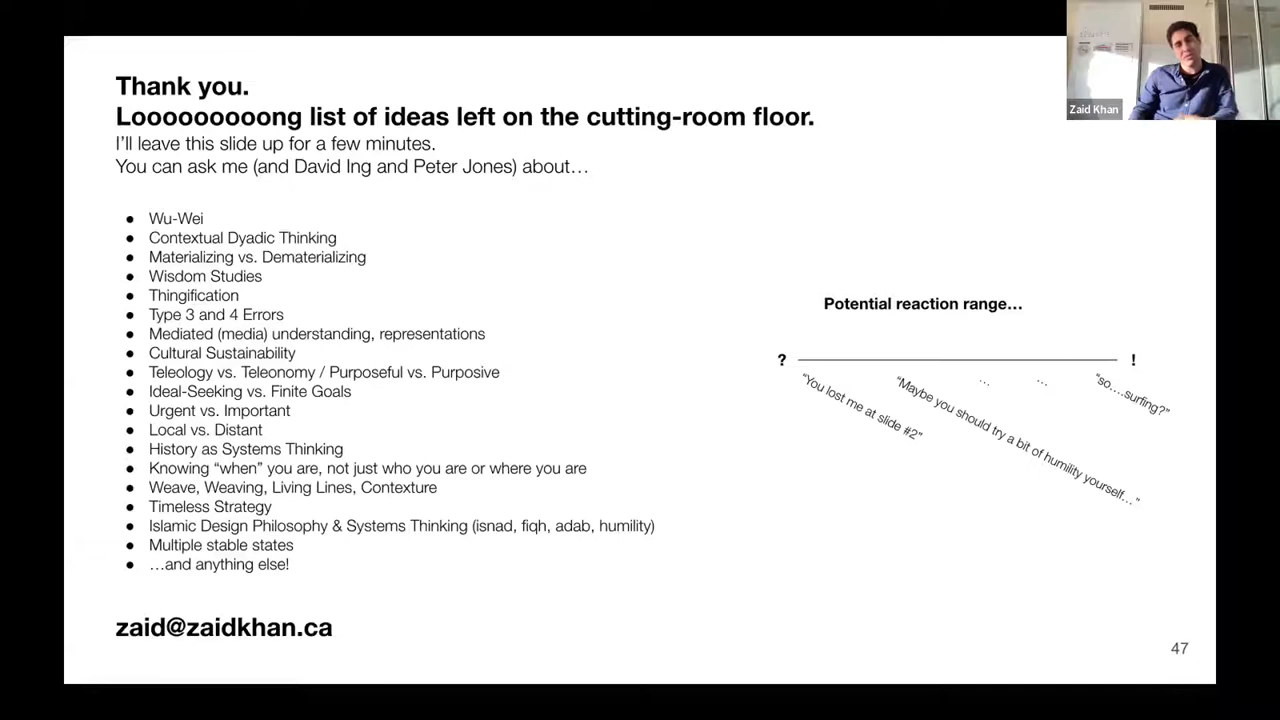 Thank you.
Looooooooong list of ideas left on the cutting-room floor.
I'll leave this slide up for a few minutes.
You can ask me (and David Ing and Peter Jones) about…
● Wu-Wei
● Contextual Dyadic Thinking
● Materializing vs. Dematerializing
● Wisdom Studies
● Thingification
● Type 3 and 4 Errors
● Mediated (media) understanding, representations
● Cultural Sustainability
● Teleology vs. Teleonomy / Purposeful vs. Purposive
● Ideal-Seeking vs. Finite Goals
● Urgent vs. Important
● Local vs. Distant
● History as Systems Thinking
● Knowing “when” you are, not just who you are or where you are
● Weave, Weaving, Living Lines, Contexture
● Timeless Strategy
● Islamic Design Philosophy & Systems Thinking (isnad, fiqh, adab, humility)
● Multiple stable states
● …and anything else!
zaid@zaidkhan.ca
Potential reaction range…
? !
“You lost me at slide #2”
“Maybe you should try a bit of humility yourself…”
…
…
“so….surfing?”
47
Zaid Khan